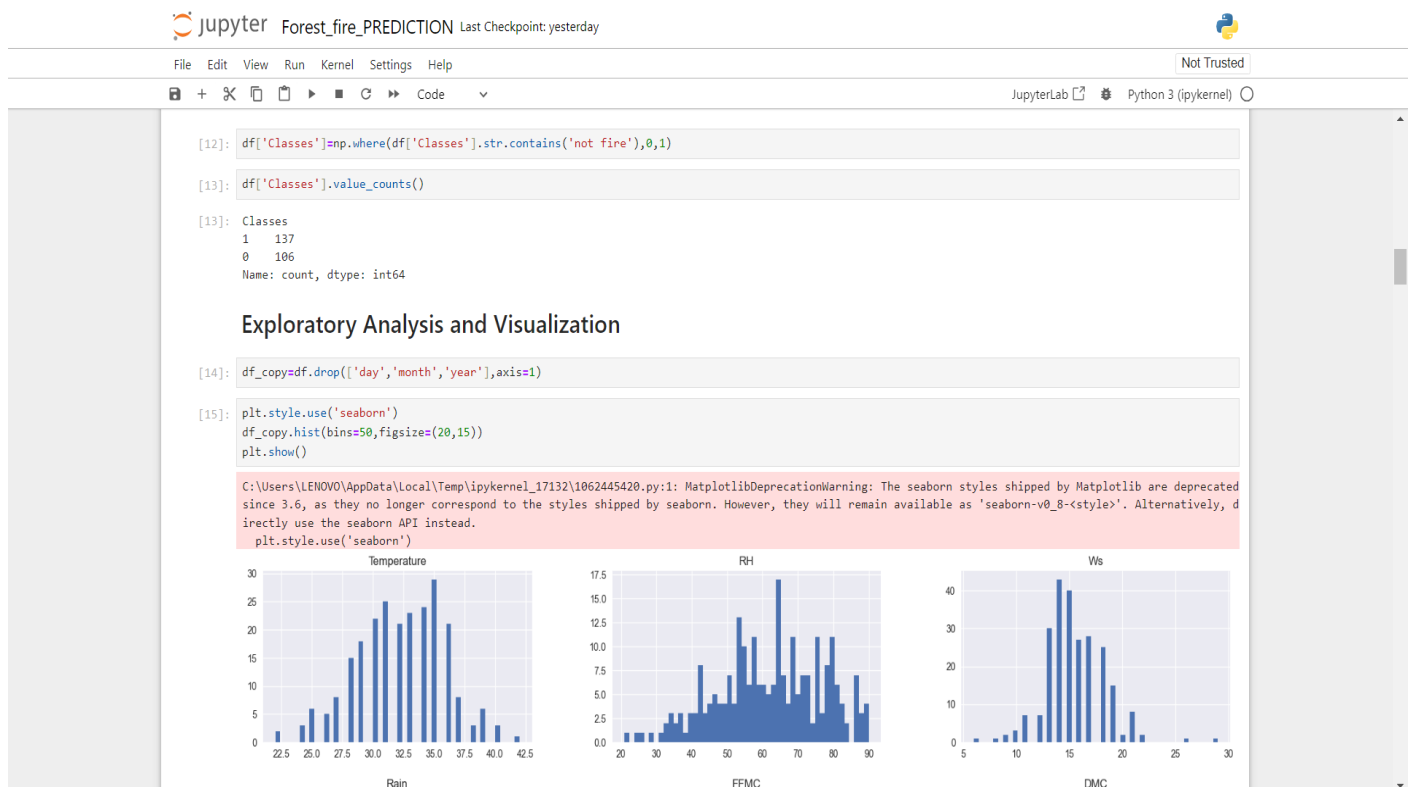 jupyter Forest_fire_PREDICTION Last Checkpoint: yesterday
File Edit View Run Kernel Settings Help
Not Trusted
Code
JupyterLab
Python 3 (ipykernel)
[12]: df['Classes']=np.where(df['Classes'].str.contains('not fire'),0,1)
[13]: df['Classes'].value_counts()
[13]: Classes
1    137
0    106
Name: count, dtype: int64
Exploratory Analysis and Visualization
[14]: df_copy=df.drop(['day','month','year'],axis=1)
[15]: plt.style.use('seaborn')
df_copy.hist(bins=50,figsize=(20,15))
plt.show()
C:\Users\LENOVO\AppData\Local\Temp\ipykernel_17132\1062445420.py:1: MatplotlibDeprecationWarning: The seaborn styles shipped by Matplotlib are deprecated
since 3.6, as they no longer correspond to the styles shipped by seaborn. However, they will remain available as 'seaborn-v0_8-<style>'. Alternatively, d
irectly use the seaborn API instead.
plt.style.use('seaborn')
Temperature
30
25
20
15
10
5
0
22.5 25.0 27.5 30.0 32.5 35.0 37.5 40.0 42.5
RH
17.5
15.0
12.5
10.0
7.5
5.0
2.5
0.0
20 30 40 50 60 70 80 90
Ws
40
30
20
10
0
5 10 15 20 25 30
Rain
FFMC
DMC